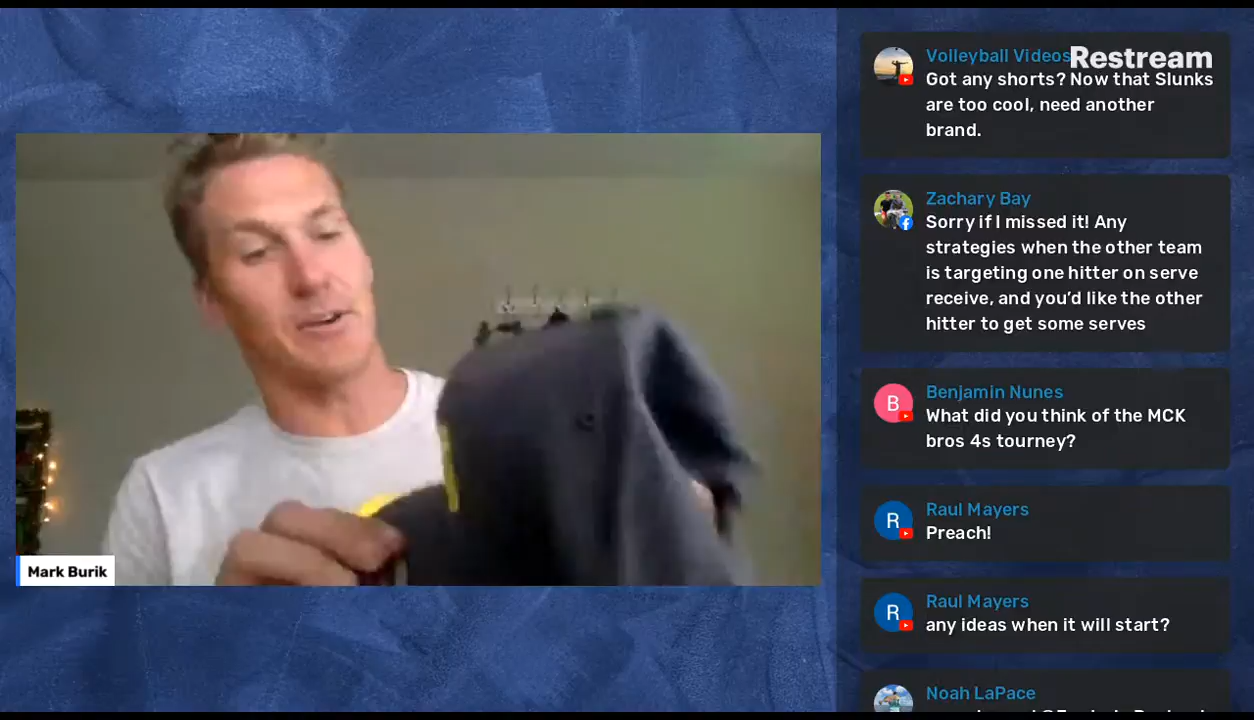 Volleyball Videos
Restream
Got any shorts? Now that Slunks
are too cool, need another
brand.
Zachary Bay
Sorry if I missed it! Any
strategies when the other team
is targeting one hitter on serve
receive, and you’d like the other
hitter to get some serves
B
Benjamin Nunes
What did you think of the MCK
bros 4s tourney?
R
Raul Mayers
Preach!
R
Raul Mayers
any ideas when it will start?
Noah LaPace
Mark Burik